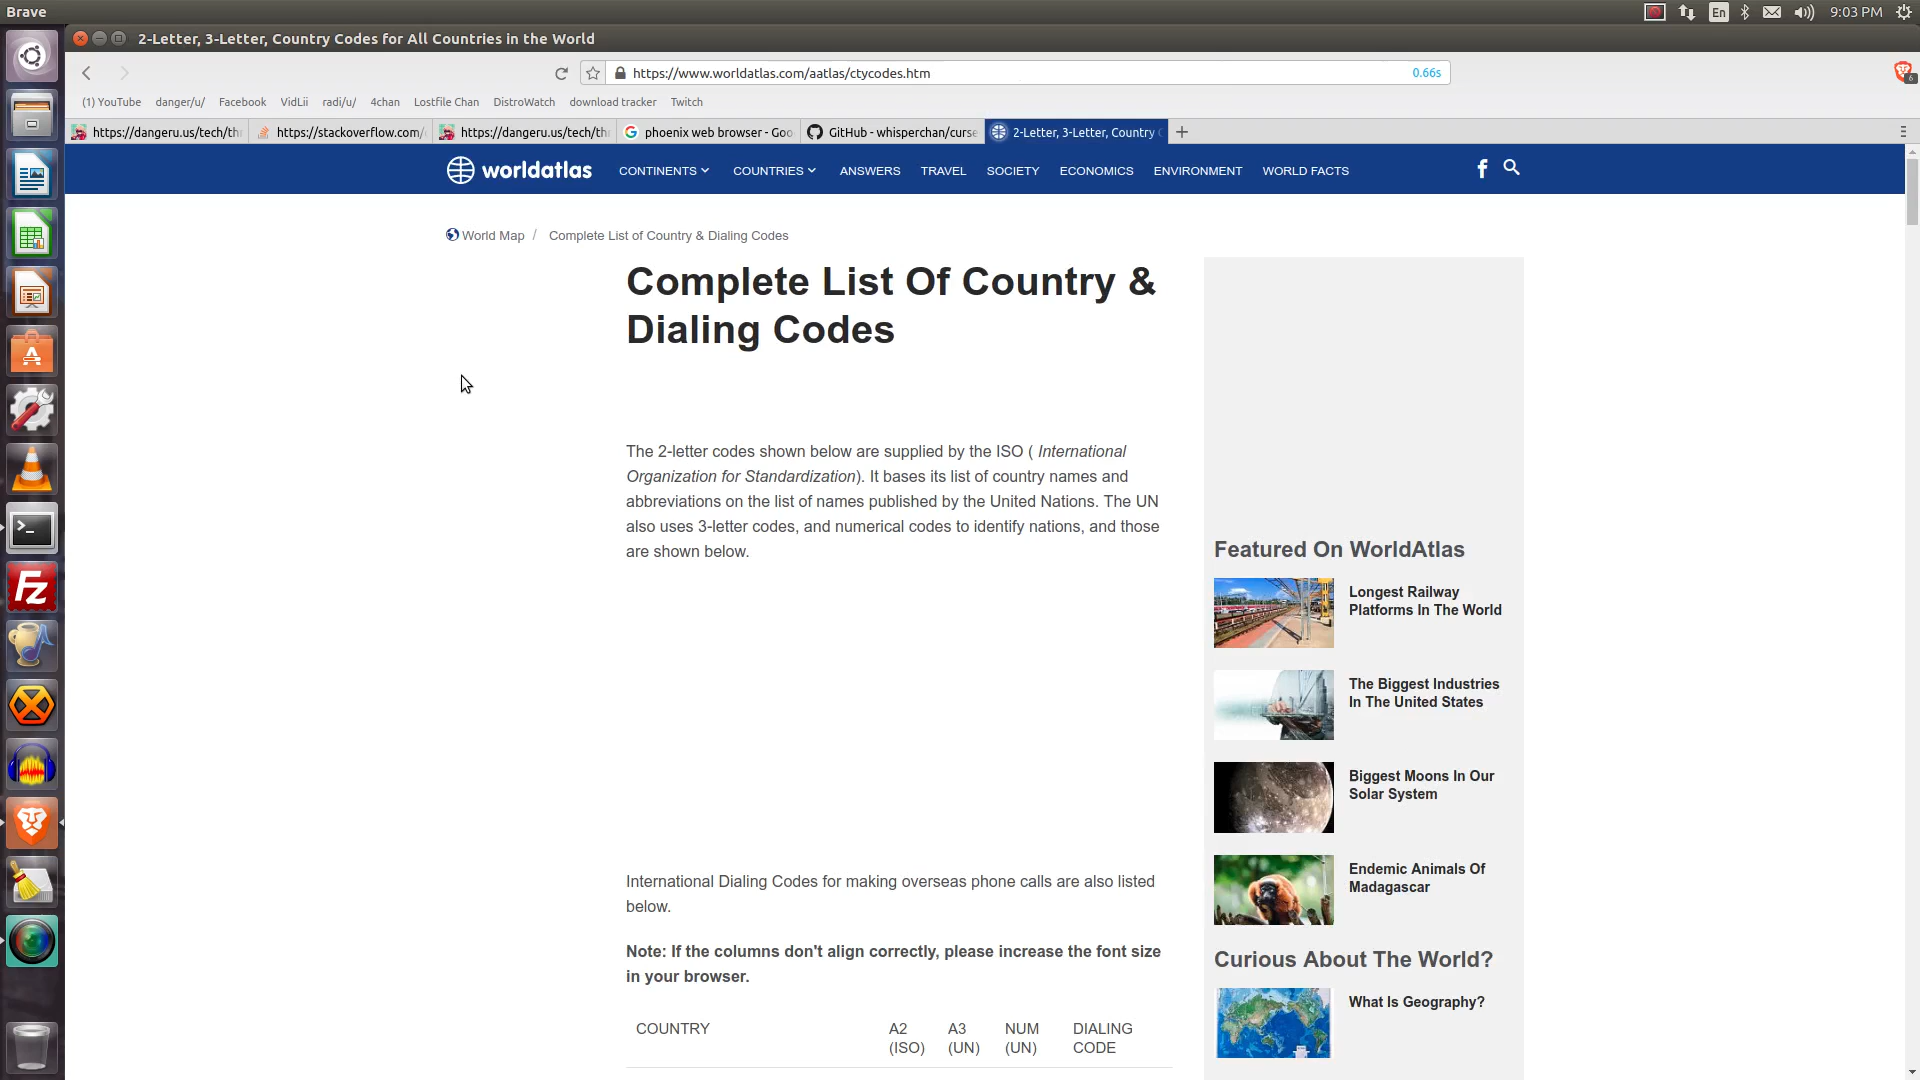 Brave
En
9:03 PM
2-Letter, 3-Letter, Country Codes for All Countries in the World
https://www.worldatlas.com/aatlas/ctycodes.htm
0.66s
6
(1) YouTube danger/u/ Facebook VidLii radi/u/ 4chan Lostfile Chan DistroWatch download tracker Twitch
https://dangeru.us/tech/thr https://stackoverflow.com/ https://dangeru.us/tech/thr phoenix web browser - Goo GitHub - whisperchan/curse 2-Letter, 3-Letter, Country C
worldatlas
CONTINENTS COUNTRIES ANSWERS TRAVEL SOCIETY ECONOMICS ENVIRONMENT WORLD FACTS
World Map / Complete List of Country & Dialing Codes
Complete List Of Country &
Dialing Codes
The 2-letter codes shown below are supplied by the ISO ( International
Organization for Standardization). It bases its list of country names and
abbreviations on the list of names published by the United Nations. The UN
also uses 3-letter codes, and numerical codes to identify nations, and those
are shown below.
International Dialing Codes for making overseas phone calls are also listed
below.
Note: If the columns don't align correctly, please increase the font size
in your browser.
COUNTRY A2 A3 NUM DIALING
(ISO) (UN) (UN) CODE
Featured On WorldAtlas
Longest Railway
Platforms In The World
The Biggest Industries
In The United States
Biggest Moons In Our
Solar System
Endemic Animals Of
Madagascar
Curious About The World?
What Is Geography?